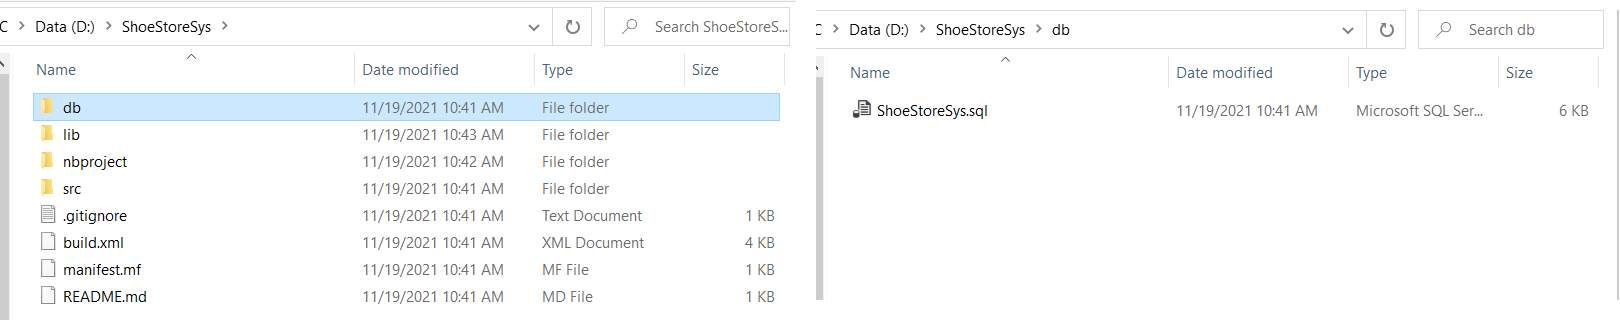 C > Data (D:) > ShoeStoreSys > Search ShoeStoreS...
Name Date modified Type Size
db 11/19/2021 10:41 AM File folder
lib 11/19/2021 10:43 AM File folder
nbproject 11/19/2021 10:42 AM File folder
src 11/19/2021 10:41 AM File folder
.gitignore 11/19/2021 10:41 AM Text Document 1 KB
build.xml 11/19/2021 10:41 AM XML Document 4 KB
manifest.mf 11/19/2021 10:41 AM MF File 1 KB
README.md 11/19/2021 10:41 AM MD File 1 KB
C > Data (D:) > ShoeStoreSys > db Search db
Name Date modified Type Size
ShoeStoreSys.sql 11/19/2021 10:41 AM Microsoft SQL Ser... 6 KB